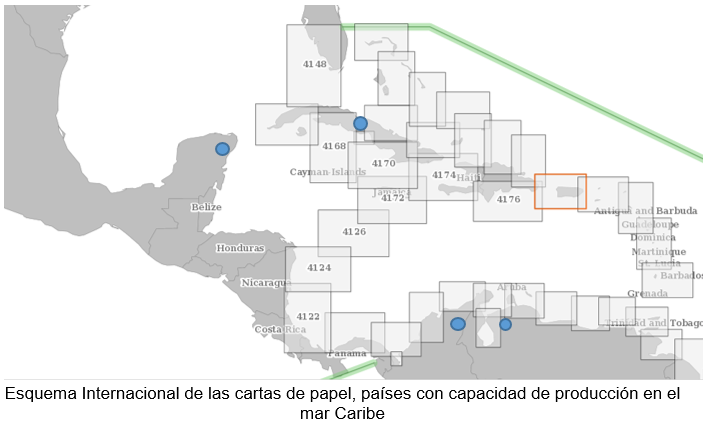 4148
4168
4170
Cayman Islands
4174
Haiti
Jamaica
4172
4176
Belize
Antigua and Barbuda
Guadeloupe
4126
Dominica
Honduras
Martinique
St. Lucia
4124
Barbados
Nicaragua
Aruba
Grenada
4122
Trinidad and Tobago
Costa Rica
Panama
Esquema Internacional de las cartas de papel, países con capacidad de producción en el
mar Caribe